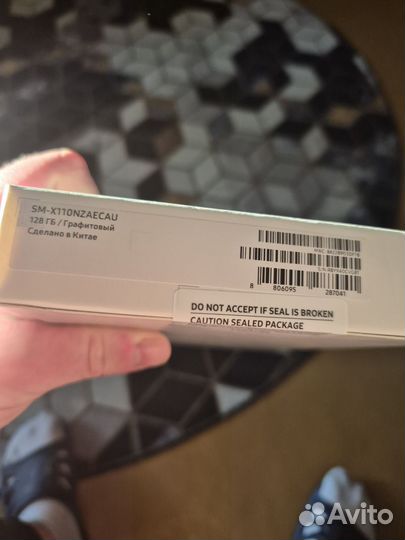 SM-X110NZAECAU
128 ГБ / Графитовый
Сделано в Китае
8 806095 287041
DO NOT ACCEPT IF SEAL IS BROKEN
CAUTION SEALED PACKAGE
Avito